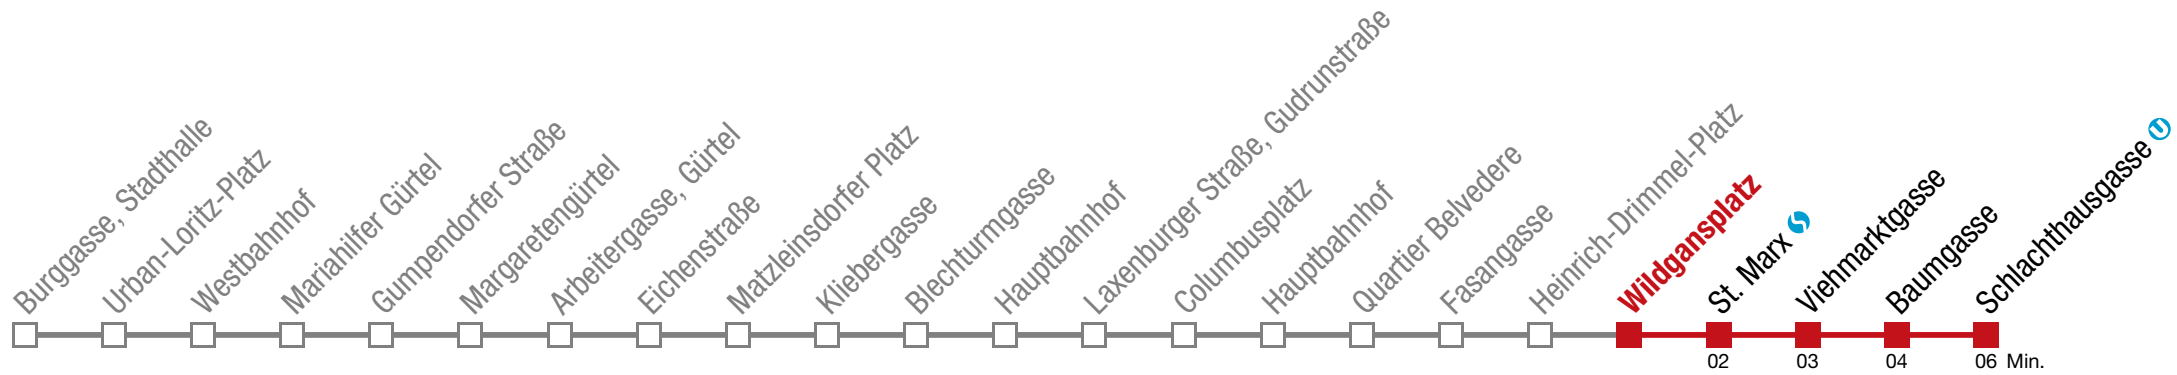 Burggasse, Stadthalle
Urban-Loritz-Platz
Westbahnhof
Mariahilfer Gürtel
Gumpendorfer Straße
Margaretengürtel
Arbeitergasse, Gürtel
Eichenstraße
Matzleinsdorfer Platz
Kliebergasse
Blechturmgasse
Hauptbahnhof
Laxenburger Straße, Gudrunstraße
Columbusplatz
Hauptbahnhof
Quartier Belvedere
Fasangasse
Heinrich-Drimmel-Platz
Wildgansplatz
St. Marx S
Viehmarktgasse
Baumgasse
Schlachthausgasse U
02 03 04 06 Min.